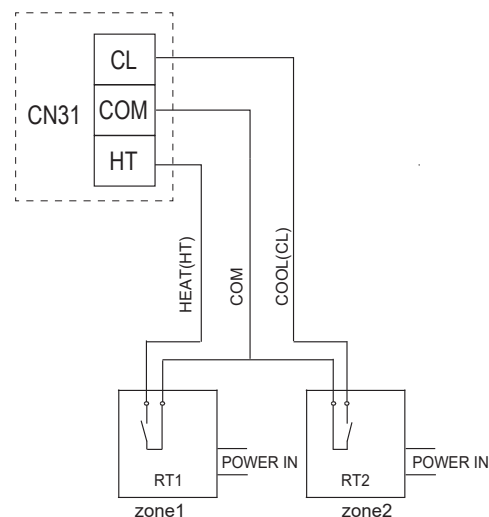 CL
CN31
COM
HT
HEAT(HT)
COM
COOL(CL)
RT1
POWER IN
RT2
POWER IN
zone1
zone2